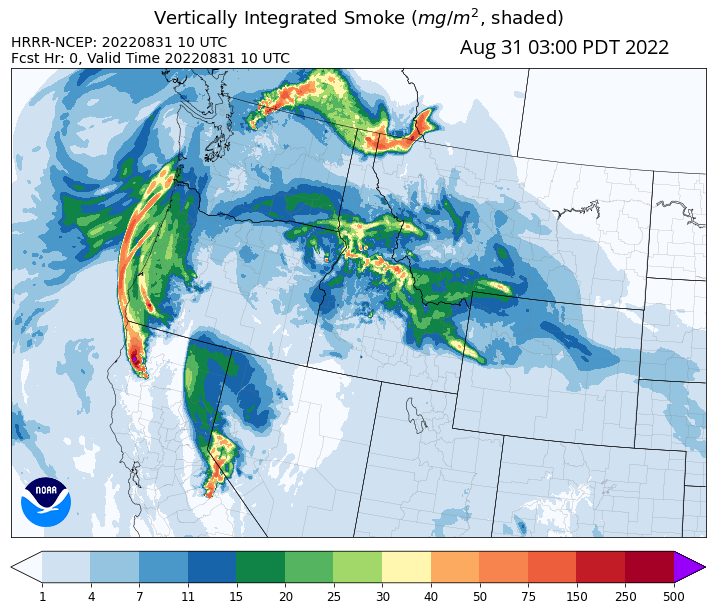 Vertically Integrated Smoke (mg/m², shaded)
HRRR-NCEP: 20220831 10 UTC
Fcst Hr: 0, Valid Time 20220831 10 UTC
Aug 31 03:00 PDT 2022
NOAA
1 4 7 11 15 20 25 30 40 50 75 150 250 500